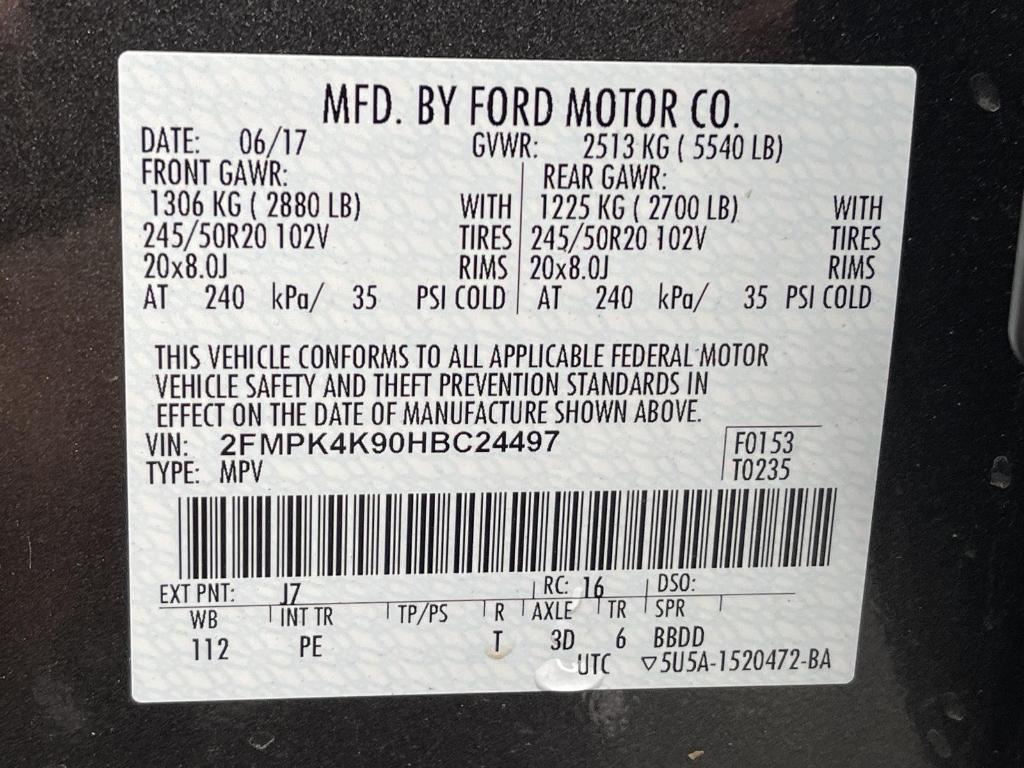 MFD. BY FORD MOTOR CO.
DATE: 06/17 GVWR: 2513 KG ( 5540 LB)
FRONT GAWR: REAR GAWR:
1306 KG ( 2880 LB) WITH 1225 KG ( 2700 LB) WITH
245/50R20 102V TIRES 245/50R20 102V TIRES
20x8.0J RIMS 20x8.0J RIMS
AT 240 kPa/ 35 PSI COLD AT 240 kPa/ 35 PSI COLD
THIS VEHICLE CONFORMS TO ALL APPLICABLE FEDERAL MOTOR
VEHICLE SAFETY AND THEFT PREVENTION STANDARDS IN
EFFECT ON THE DATE OF MANUFACTURE SHOWN ABOVE.
VIN: 2FMPK4K90HBC24497 F0153
TYPE: MPV T0235
EXT PNT: J7 RC: 16 DSO:
WB INT TR TP/PS R AXLE TR SPR
112 PE T 3D 6 BBDD
UTC ▽5U5A-1520472-BA